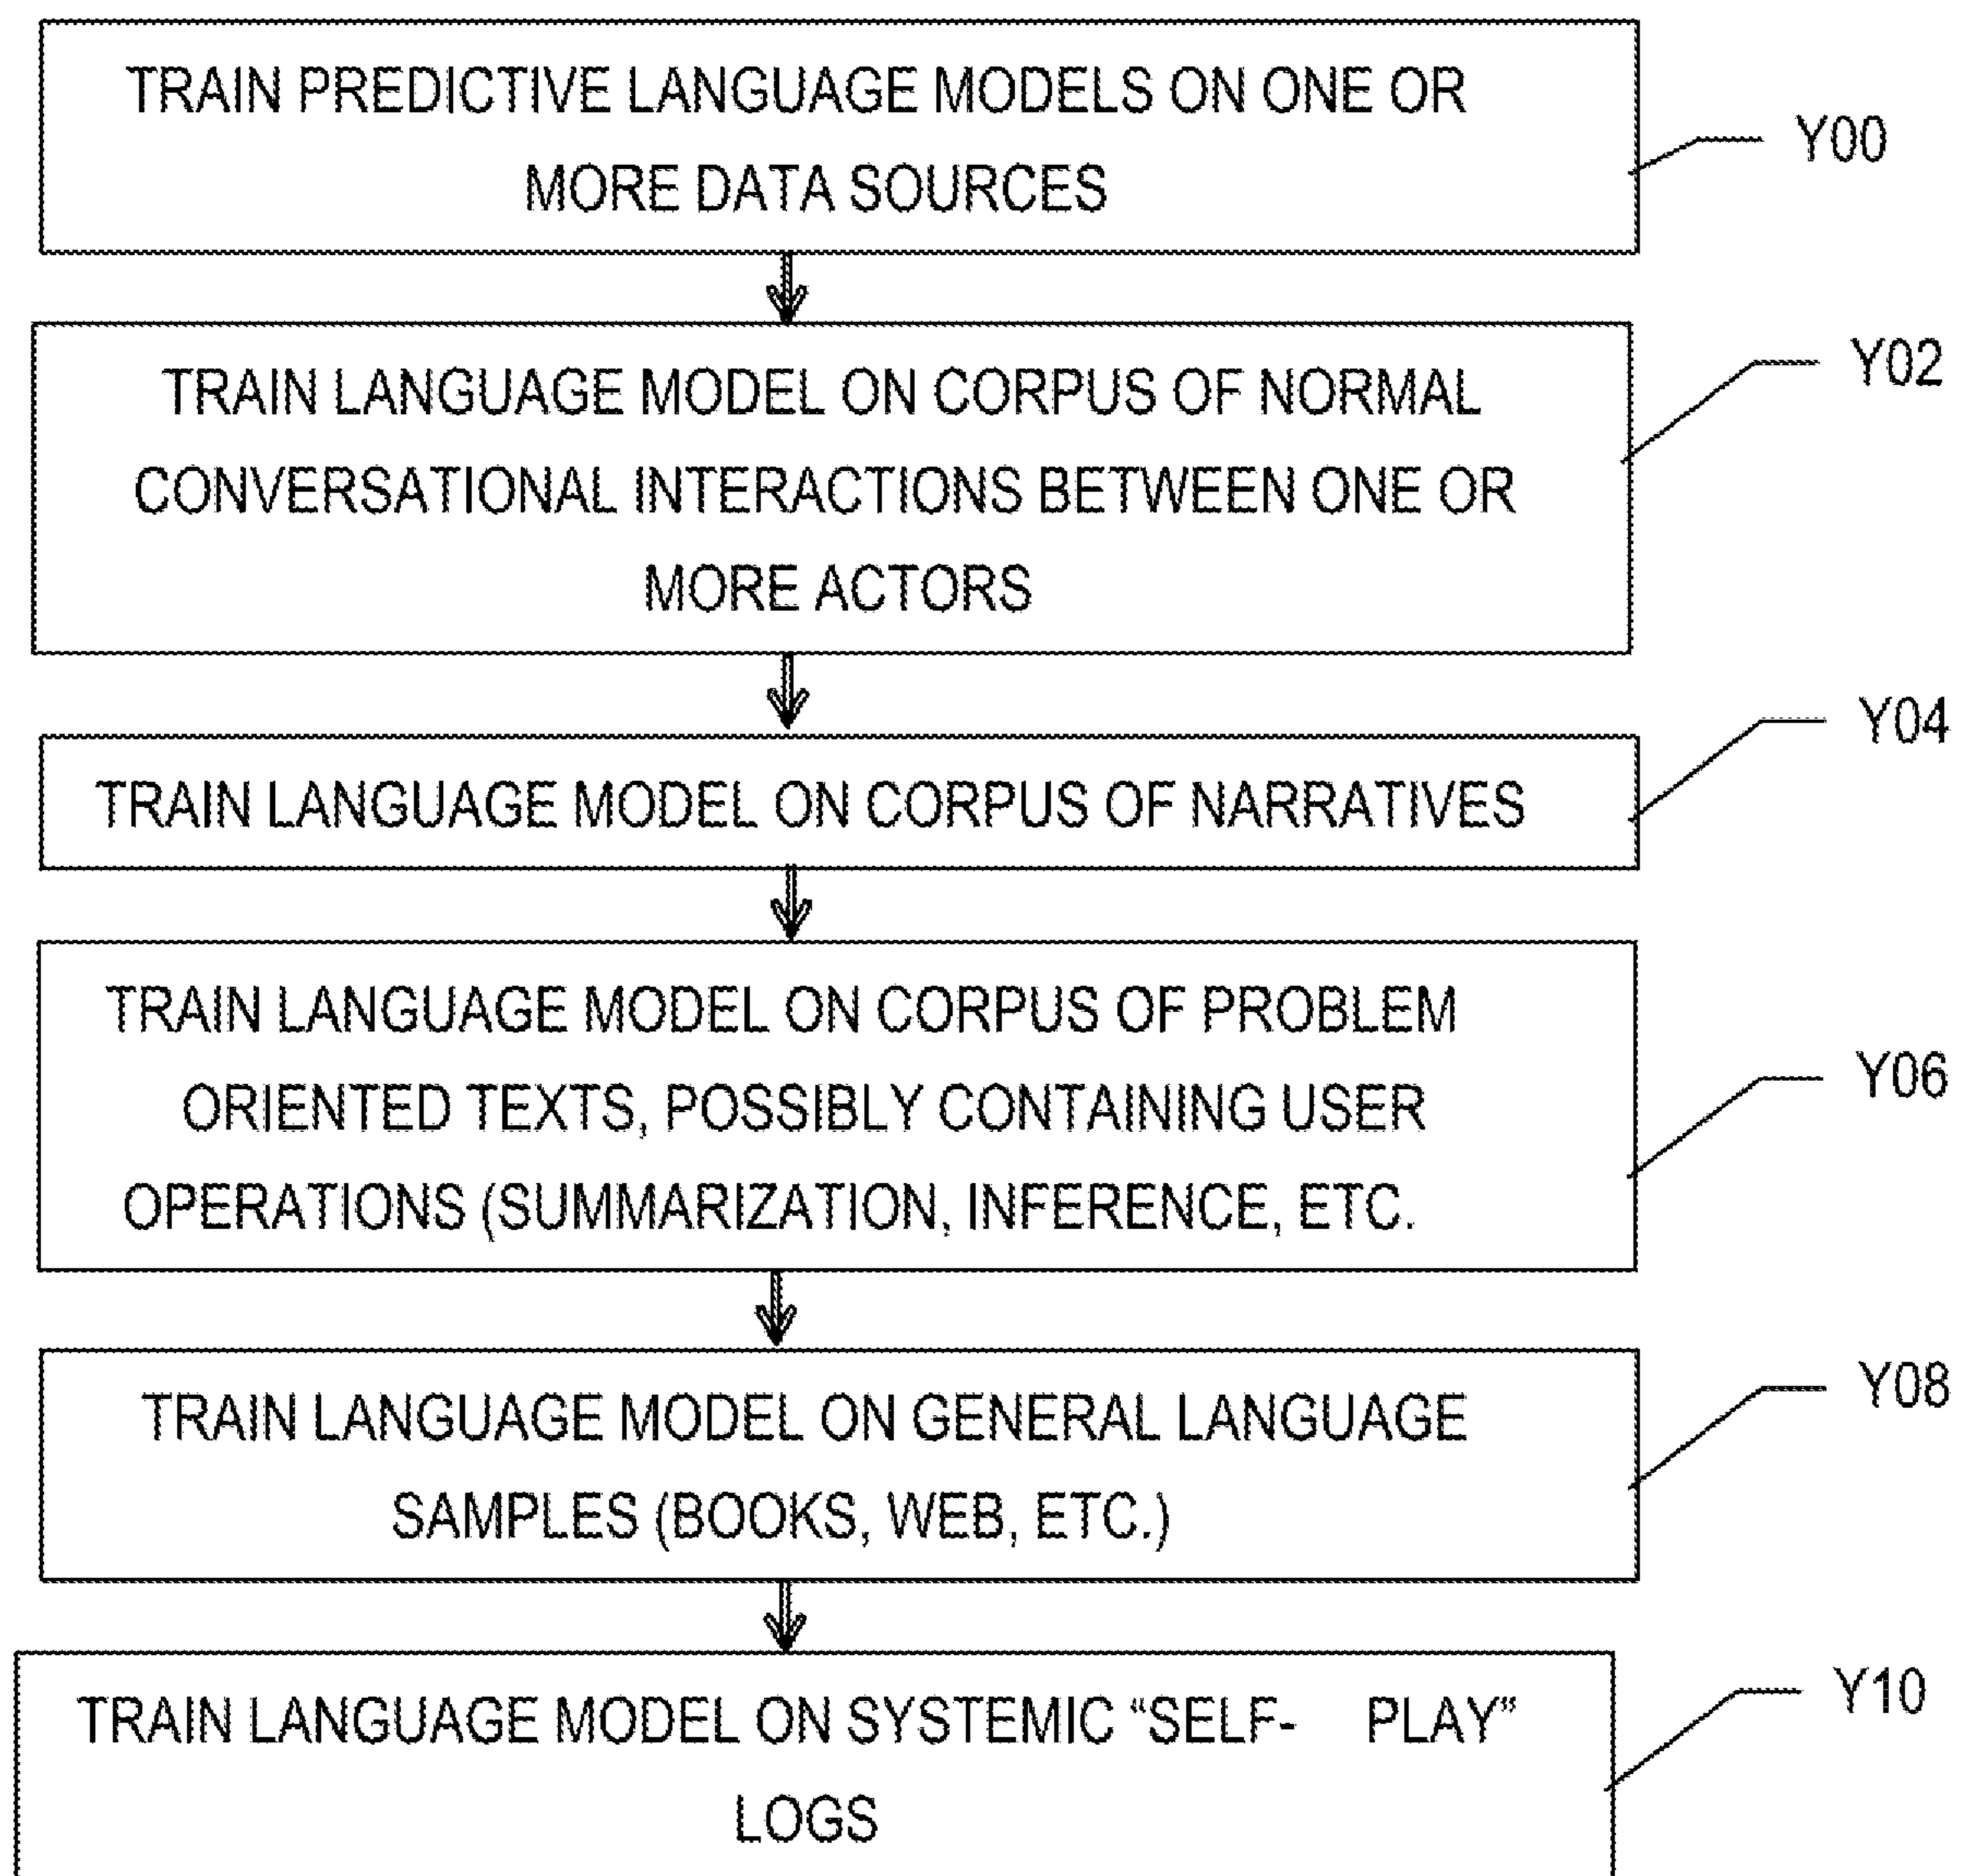 TRAIN PREDICTIVE LANGUAGE MODELS ON ONE OR
MORE DATA SOURCES
Y00
TRAIN LANGUAGE MODEL ON CORPUS OF NORMAL
CONVERSATIONAL INTERACTIONS BETWEEN ONE OR
MORE ACTORS
Y02
TRAIN LANGUAGE MODEL ON CORPUS OF NARRATIVES
Y04
TRAIN LANGUAGE MODEL ON CORPUS OF PROBLEM
ORIENTED TEXTS, POSSIBLY CONTAINING USER
OPERATIONS (SUMMARIZATION, INFERENCE, ETC.
Y06
TRAIN LANGUAGE MODEL ON GENERAL LANGUAGE
SAMPLES (BOOKS, WEB, ETC.)
Y08
TRAIN LANGUAGE MODEL ON SYSTEMIC “SELF- PLAY”
LOGS
Y10